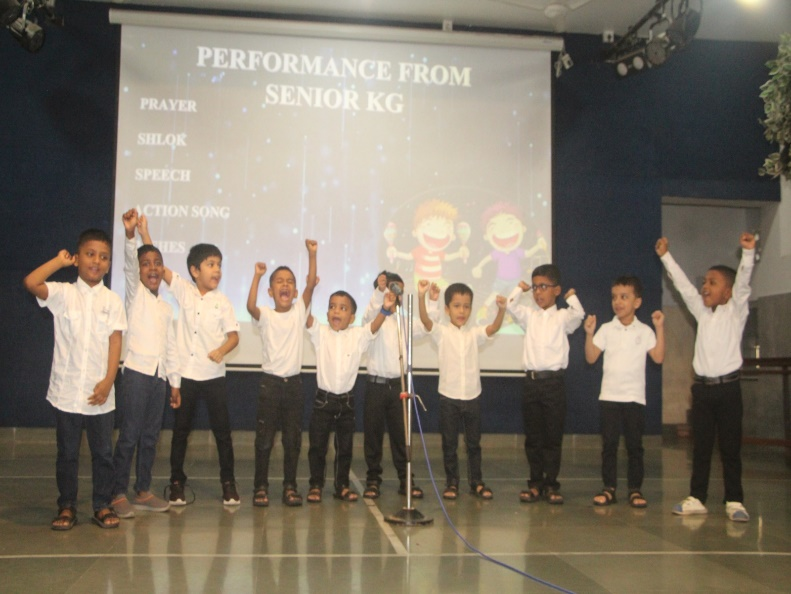 PERFORMANCE FROM
SENIOR KG
PRAYER
SHLOK
SPEECH
ACTION SONG